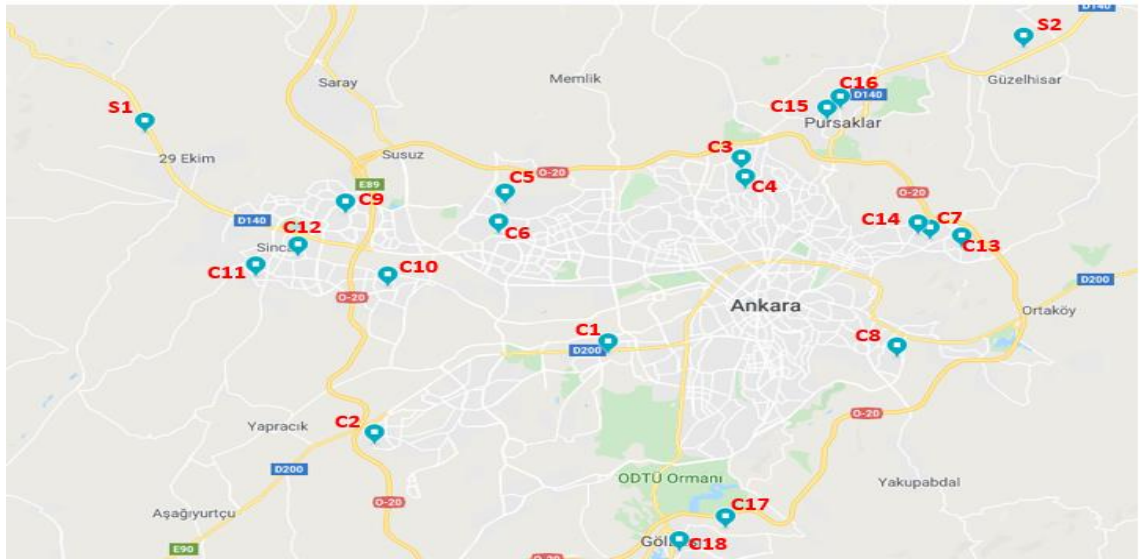 D140
S2
Güzelhisar
Memlik
Saray
C16
D140
C15
Pursaklar
S1
29 Ekim
Susuz
C3
O-20
C4
E89
C5
C9
C6
D140
C12
Sincan
C11
C10
O-20
O-20
C14
C7
C13
D200
Ankara
Ortaköy
C1
D200
C8
O-20
C2
Yapracık
D200
ODTÜ Ormanı
Yakupabdal
O-20
Aşağıyurtçu
C17
C18
E90
O-20